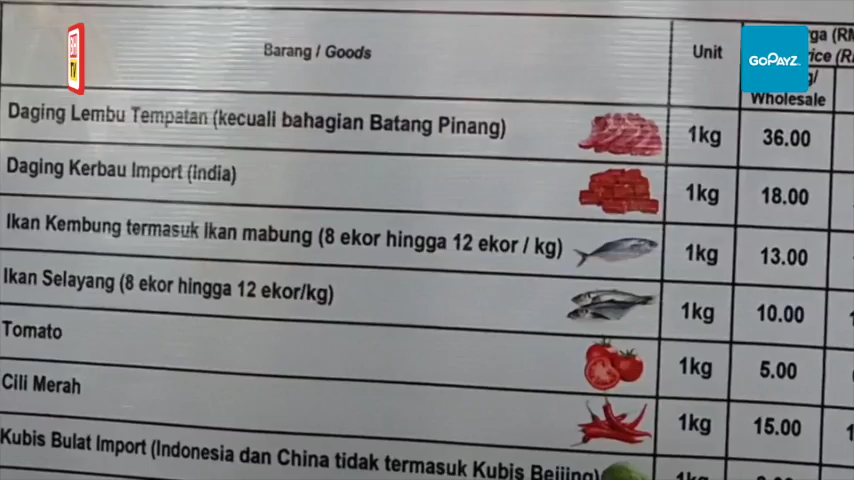 TV
GoPayz
Barang / Goods
Unit
Wholesale
Daging Lembu Tempatan (kecuali bahagian Batang Pinang)
1kg
36.00
Daging Kerbau Import (India)
1kg
18.00
Ikan Kembung termasuk Ikan mabung (8 ekor hingga 12 ekor / kg)
1kg
13.00
Ikan Selayang (8 ekor hingga 12 ekor/kg)
1kg
10.00
Tomato
1kg
5.00
Cili Merah
1kg
15.00
Kubis Bulat Import (Indonesia dan China tidak termasuk Kubis Beijing)
1kg